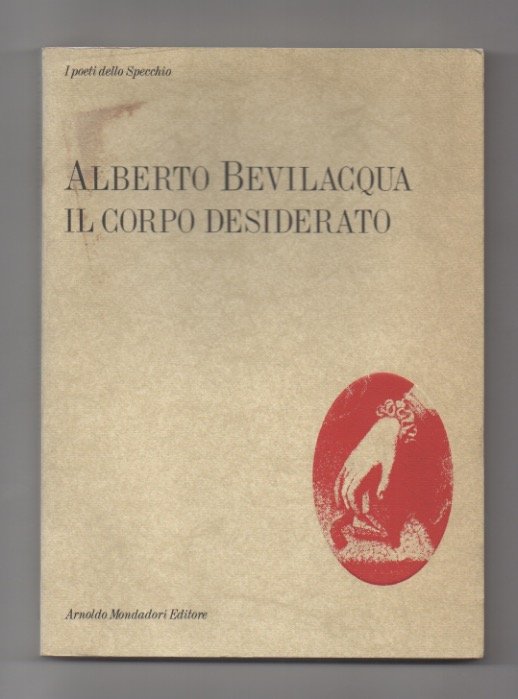 I poeti dello Specchio
ALBERTO BEVILACQUA
IL CORPO DESIDERATO
Arnoldo Mondadori Editore